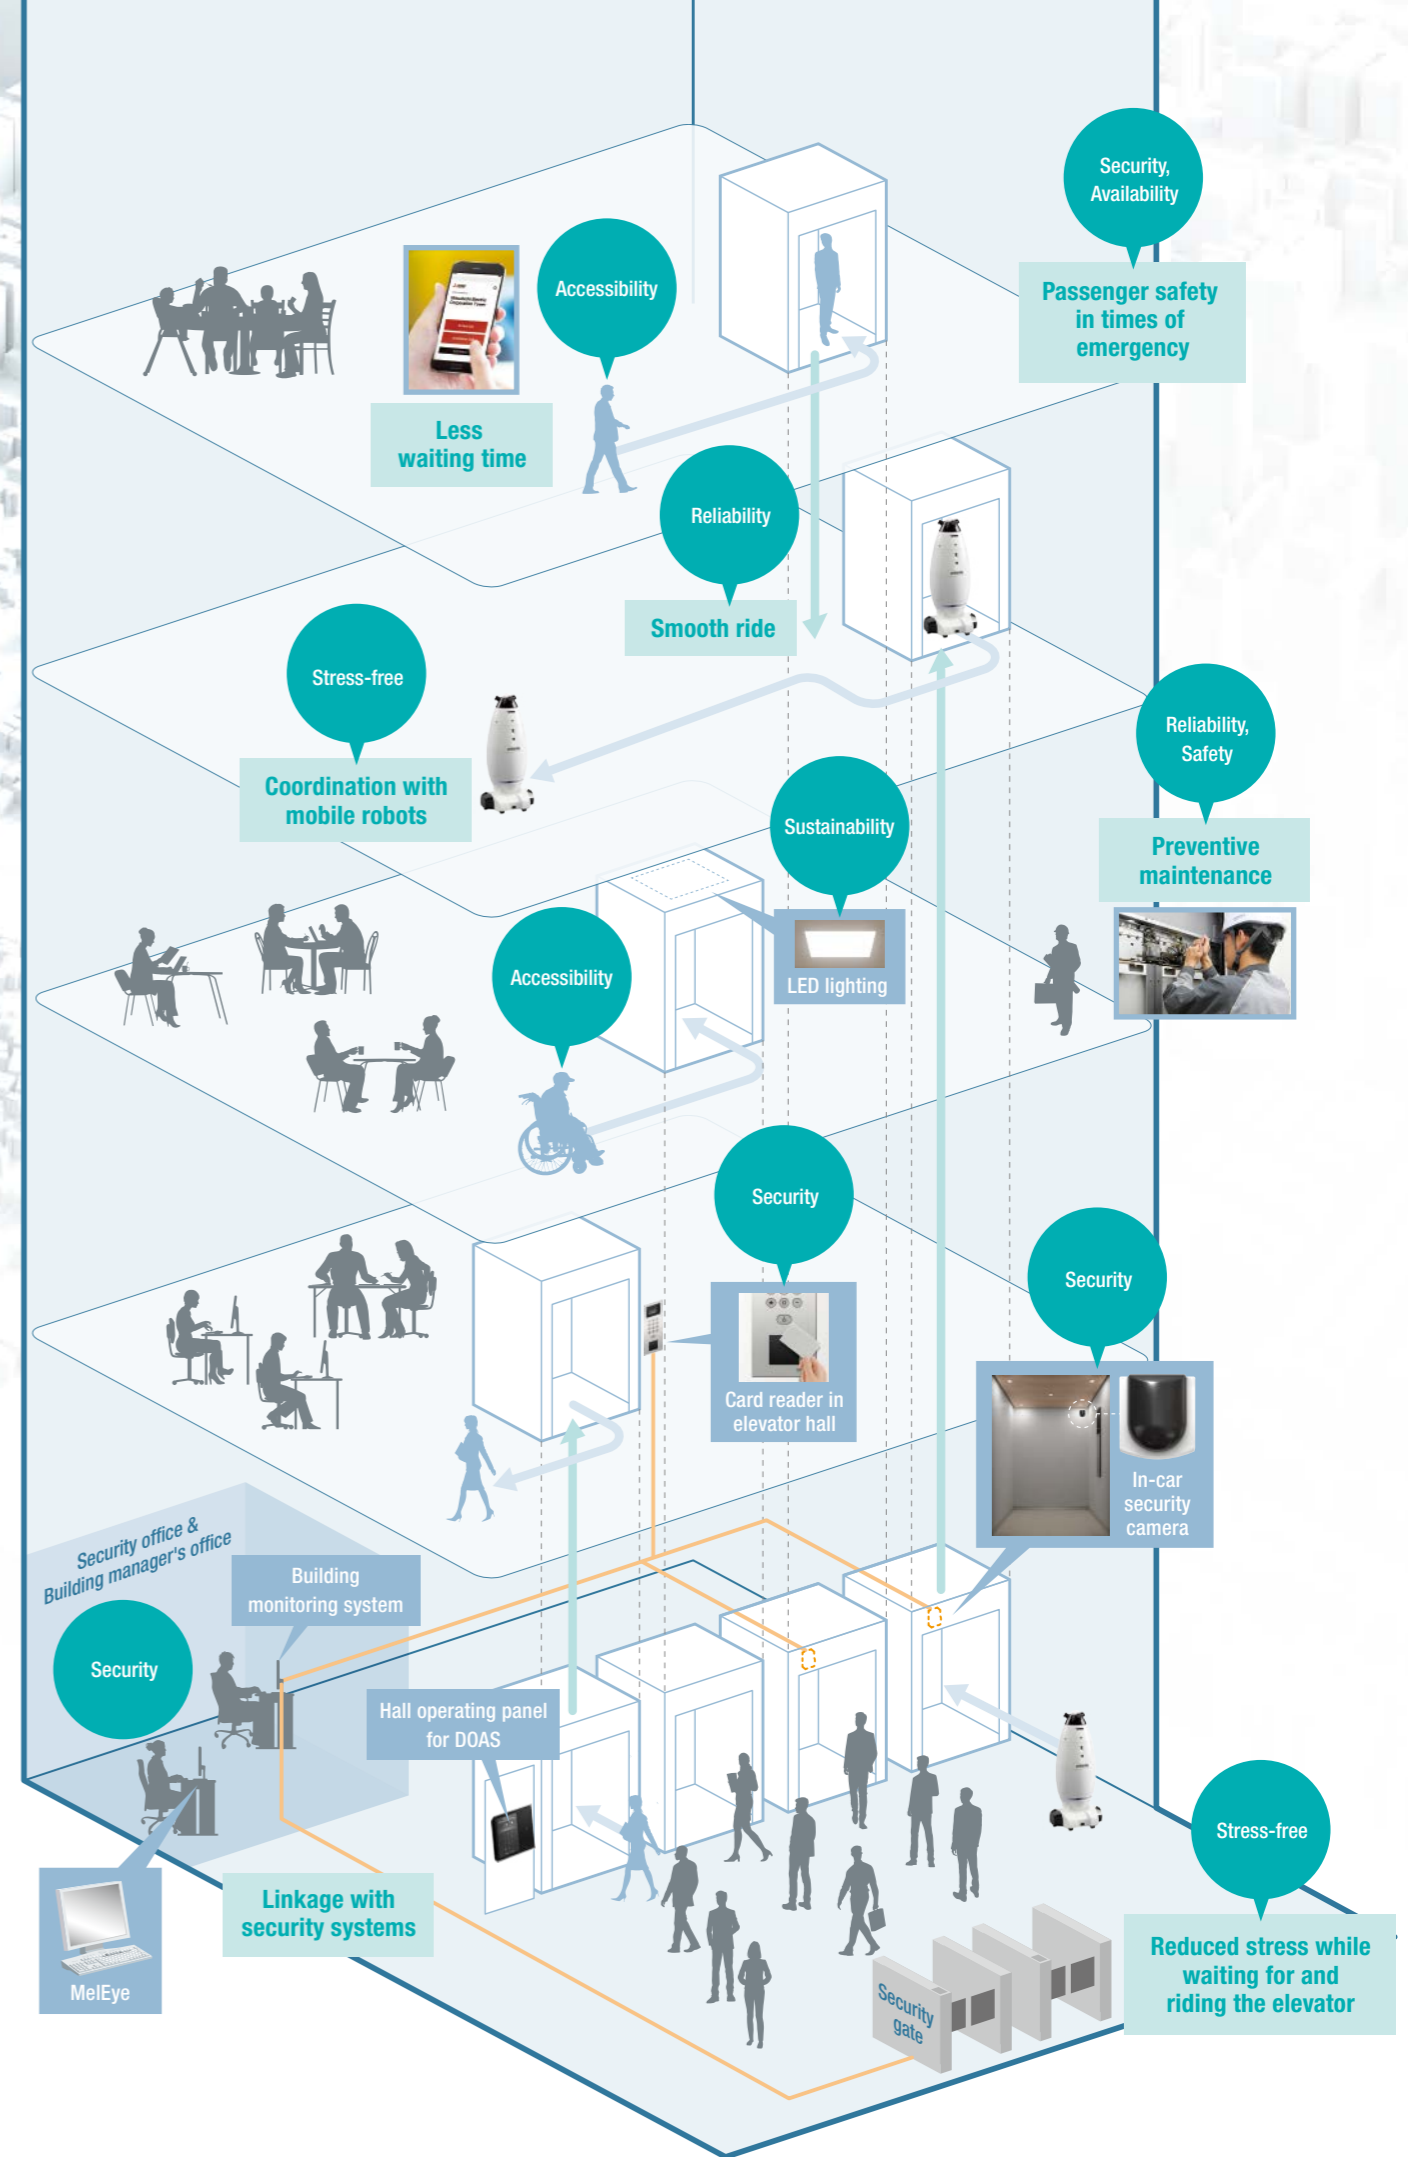 Security,
Availability
Passenger safety
in times of
emergency
Accessibility
Less
waiting time
Reliability
Smooth ride
Stress-free
Coordination with
mobile robots
Reliability,
Safety
Preventive
maintenance
Sustainability
LED lighting
Accessibility
Security
Card reader in
elevator hall
Security
In-car
security
camera
Security office &
Building manager's office
Building
monitoring system
Security
Hall operating panel
for DOAS
MelEye
Linkage with
security systems
Stress-free
Reduced stress while
waiting for and
riding the elevator
Security
gate